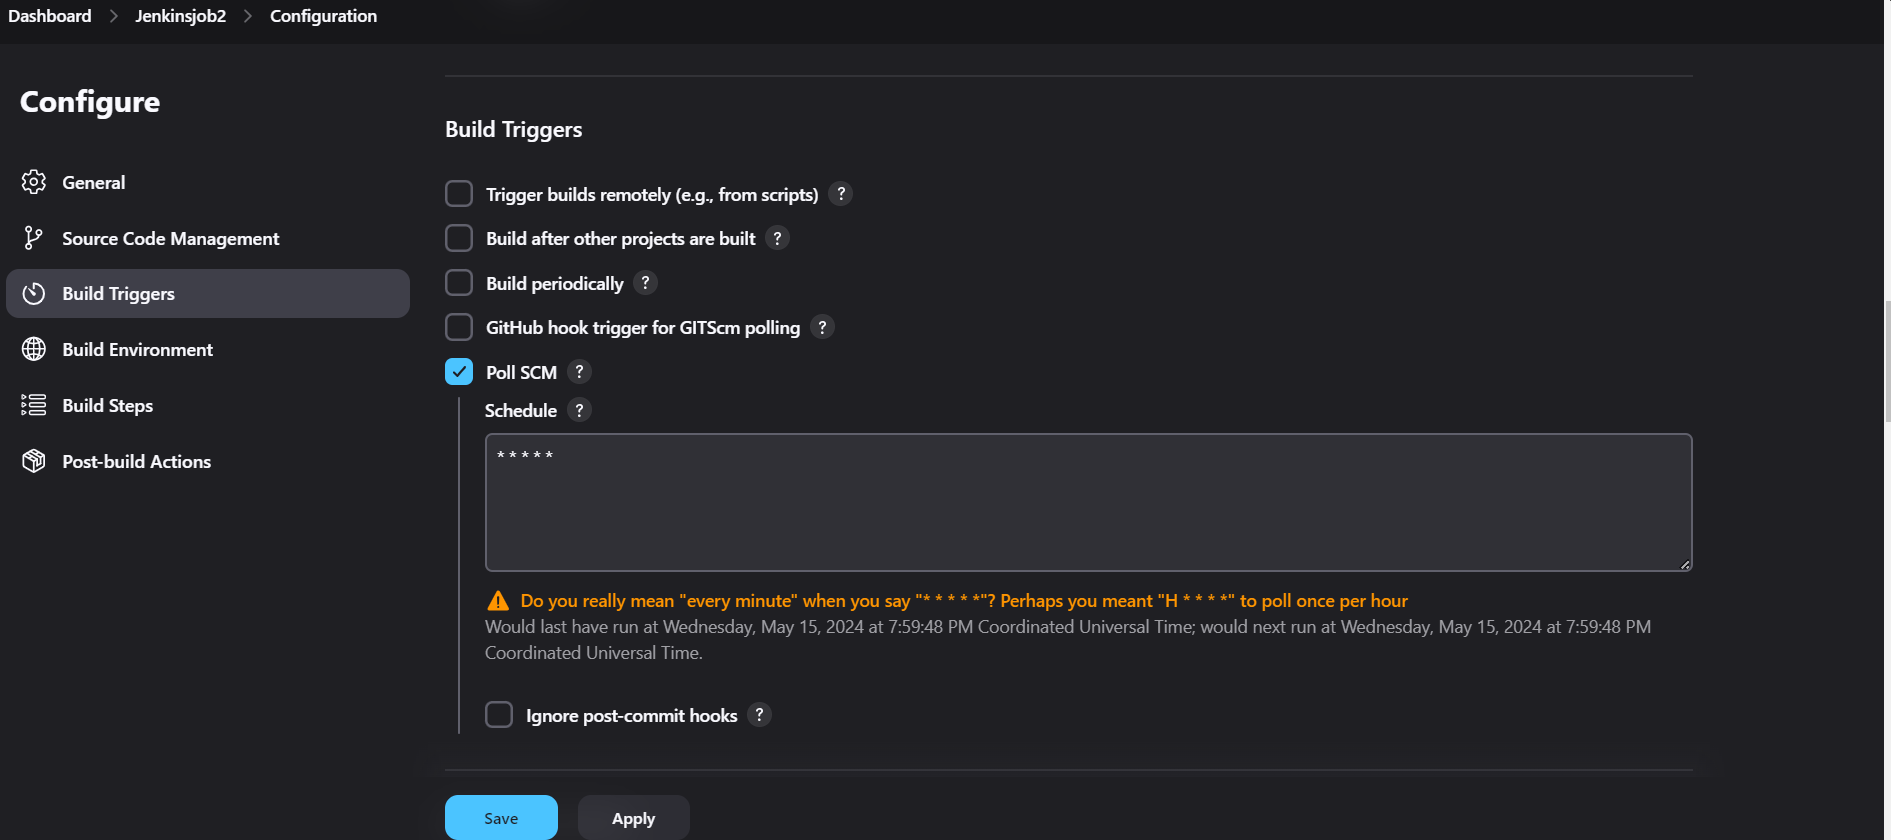 Dashboard > Jenkinsjob2 > Configuration
Configure
General
Source Code Management
Build Triggers
Build Environment
Build Steps
Post-build Actions
Build Triggers
Trigger builds remotely (e.g., from scripts) ?
Build after other projects are built ?
Build periodically ?
GitHub hook trigger for GITScm polling ?
Poll SCM ?
Schedule ?
* * * * *
Do you really mean "every minute" when you say "* * * * *"? Perhaps you meant "H * * * *" to poll once per hour
Would last have run at Wednesday, May 15, 2024 at 7:59:48 PM Coordinated Universal Time; would next run at Wednesday, May 15, 2024 at 7:59:48 PM
Coordinated Universal Time.
Ignore post-commit hooks ?
Save Apply